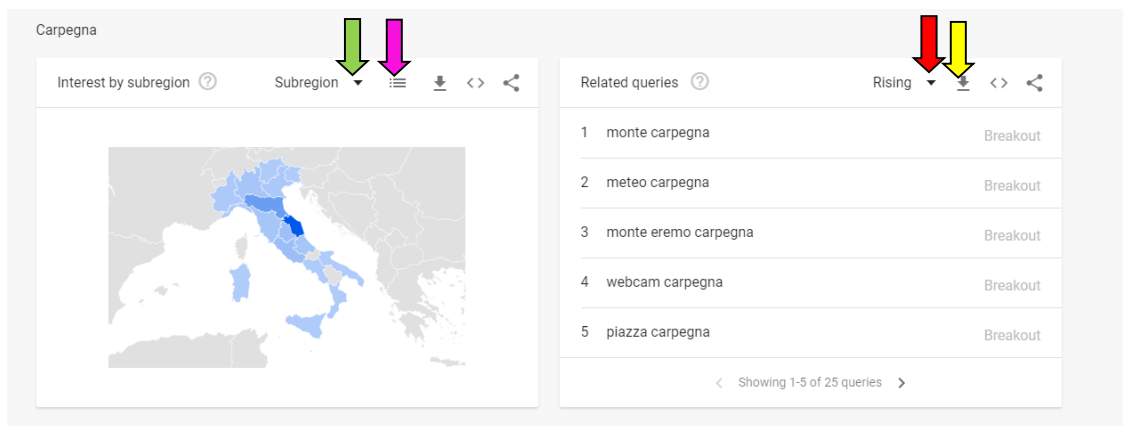 Carpegna
Interest by subregion ?
Subregion
Related queries ?
Rising
1 monte carpegna Breakout
2 meteo carpegna Breakout
3 monte eremo carpegna Breakout
4 webcam carpegna Breakout
5 piazza carpegna Breakout
Showing 1-5 of 25 queries